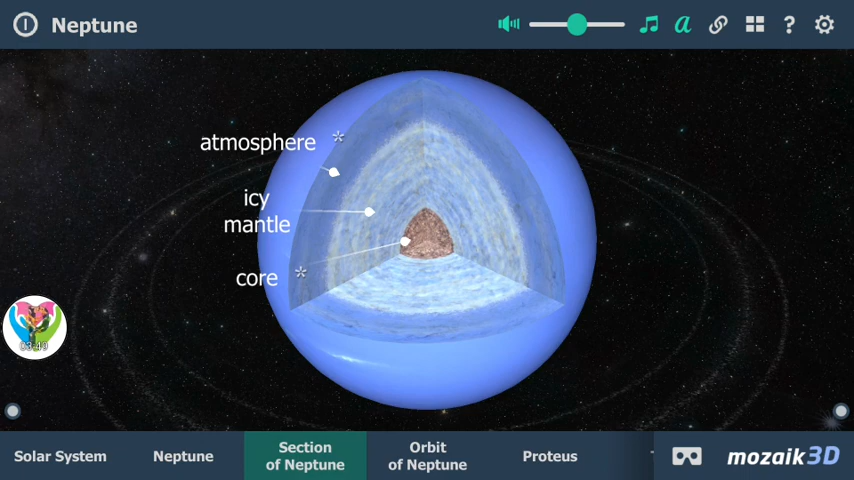 Neptune
a
?
atmosphere *
icy
mantle
core *
03:49
Solar System
Neptune
Section
of Neptune
Orbit
of Neptune
Proteus
mozaik3D